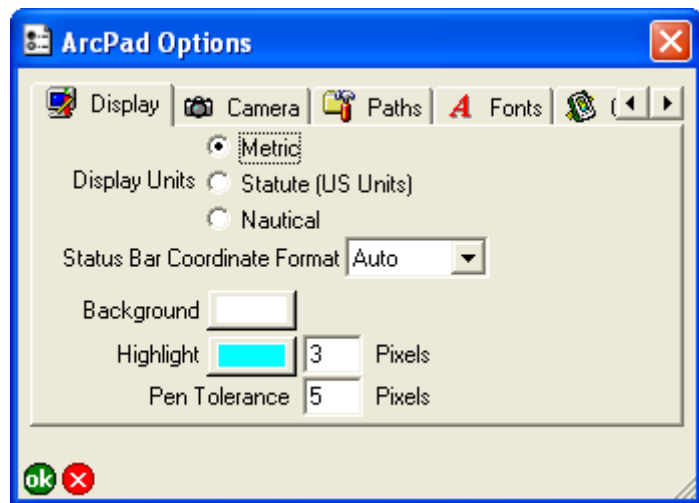 ArcPad Options
Display Camera Paths A Fonts (
Metric
Display Units Statute (US Units)
Nautical
Status Bar Coordinate Format Auto
Background
Highlight 3 Pixels
Pen Tolerance 5 Pixels
ok